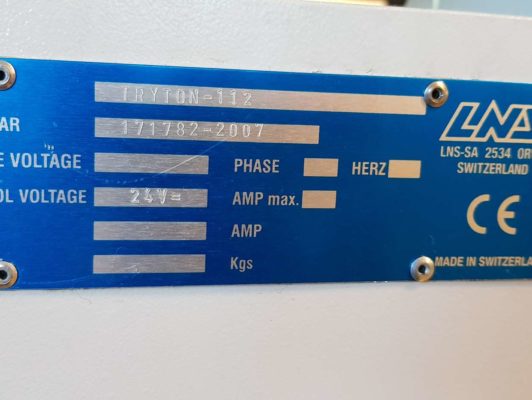 TRYTON-112
AR 171782-2007
E VOLTAGE PHASE HERZ
OL VOLTAGE 24V= AMP max.
AMP
Kgs
LNS
LNS-SA 2534 OR
SWITZERLAND
CE
MADE IN SWITZERLA